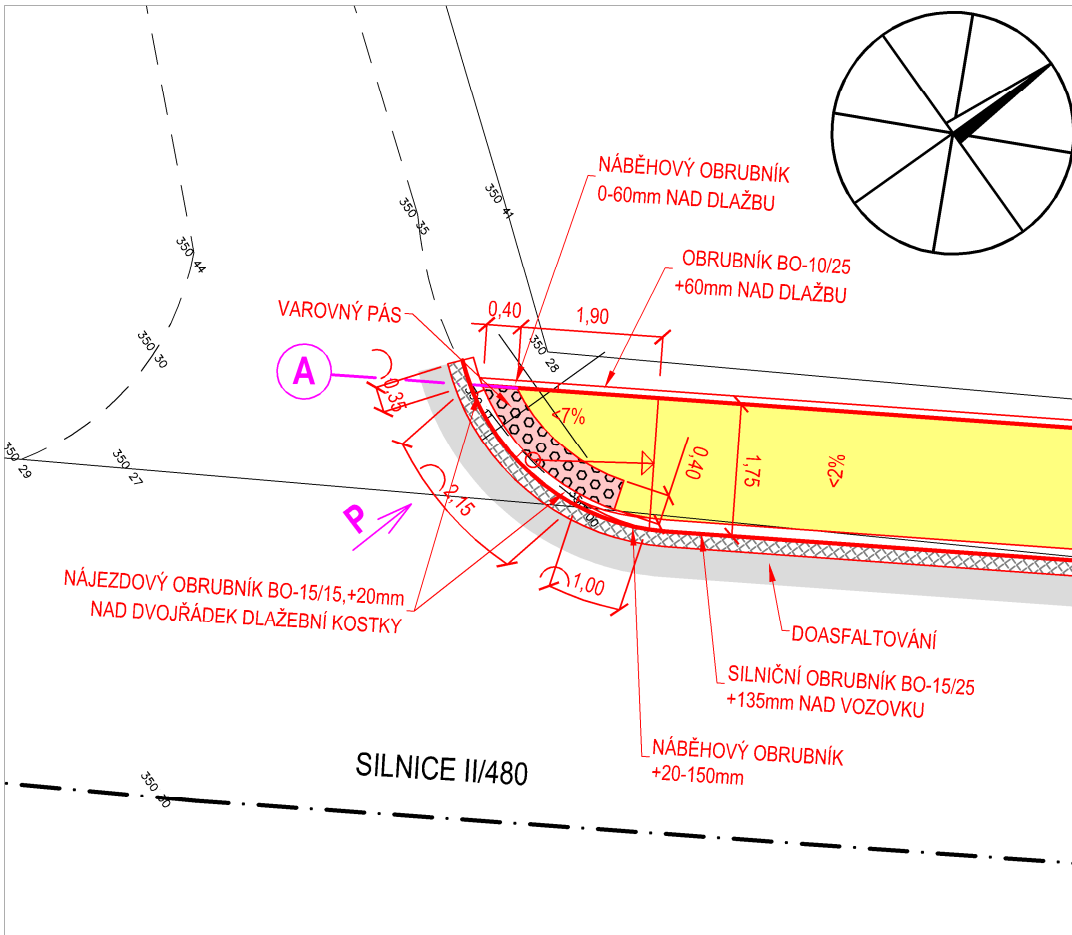 NÁBĚHOVÝ OBRUBNÍK
0-60mm NAD DLAŽBU
OBRUBNÍK BO-10/25
+60mm NAD DLAŽBU
VAROVNÝ PÁS
0,40
1,90
A
0,35
<7%
2,15
P
0,40
1,75
2%>
1,00
NÁJEZDOVÝ OBRUBNÍK BO-15/15,+20mm
NAD DVOJŘÁDEK DLAŽEBNÍ KOSTKY
DOASFALTOVÁNÍ
SILNIČNÍ OBRUBNÍK BO-15/25
+135mm NAD VOZOVKU
NÁBĚHOVÝ OBRUBNÍK
+20-150mm
SILNICE II/480
350 41
350 35
350 44
350 30
350 28
350 29
350 27